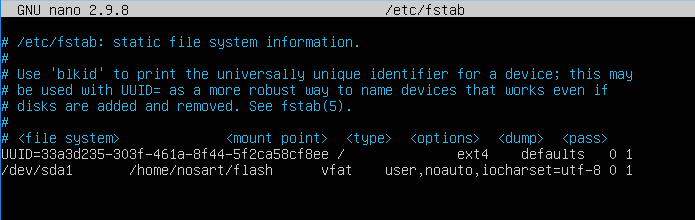 GNU nano 2.9.8 /etc/fstab
# /etc/fstab: static file system information.
#
# Use 'blkid' to print the universally unique identifier for a device; this may
# be used with UUID= as a more robust way to name devices that works even if
# disks are added and removed. See fstab(5).
#
# <file system> <mount point> <type> <options> <dump> <pass>
UUID=33a3d235-303f-461a-8f44-5f2ca58cf8ee / ext4 defaults 0 1
/dev/sda1 /home/nosart/flash vfat user,noauto,iocharset=utf-8 0 1